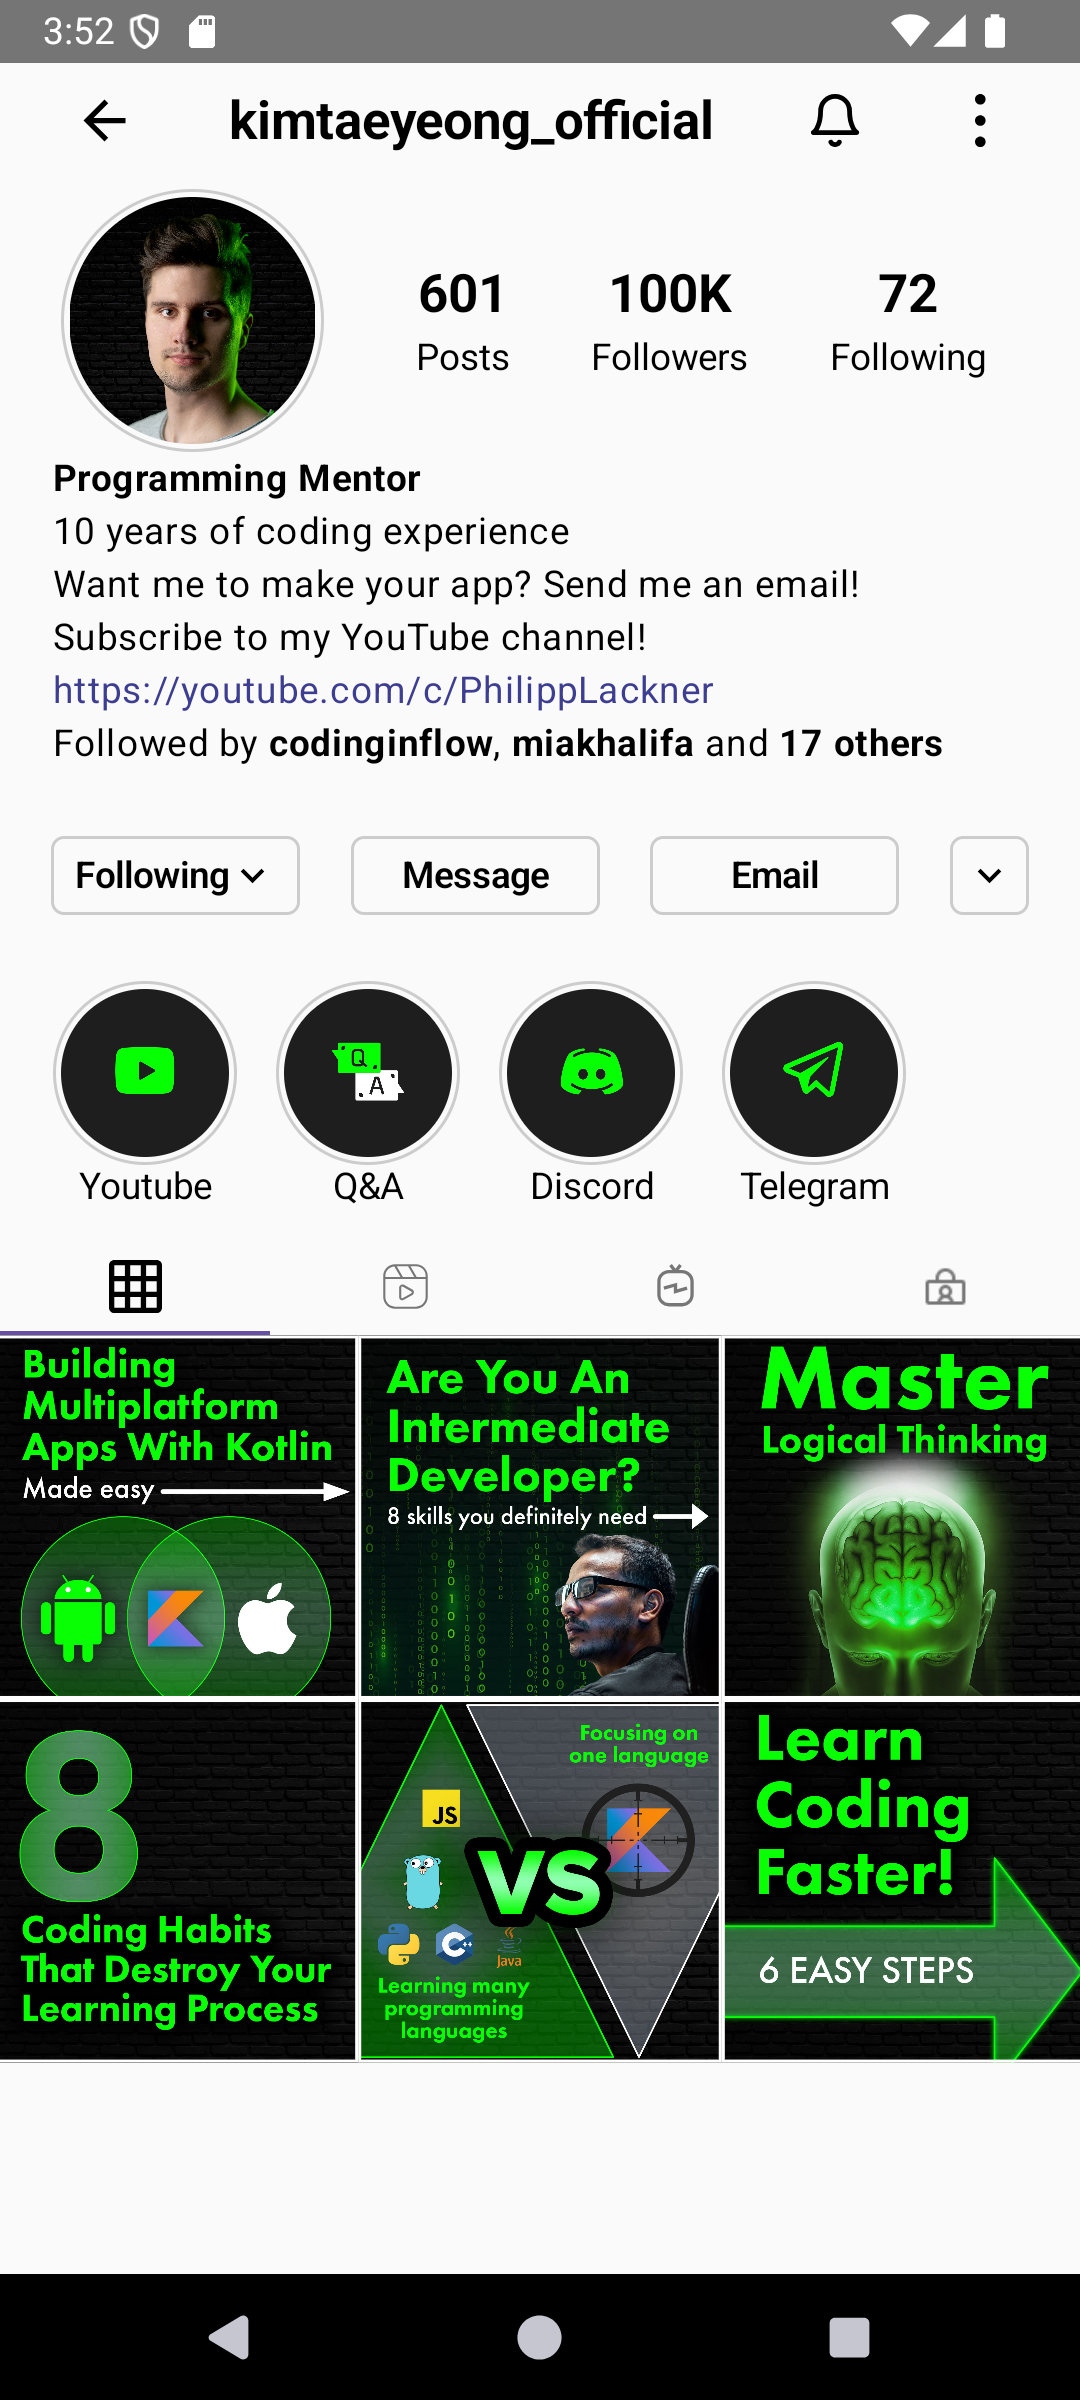 3:52
kimtaeyeong_official
601
100K
72
Posts
Followers
Following
Programming Mentor
10 years of coding experience
Want me to make your app? Send me an email!
Subscribe to my YouTube channel!
https://youtube.com/c/PhilippLackner
Followed by codinginflow, miakhalifa and 17 others
Following
Message
Email
Q
A
Youtube
Q&A
Discord
Telegram
Building
Multiplatform
Apps With Kotlin
Made easy
Are You An
Intermediate
Developer?
8 skills you definitely need
Master
Logical Thinking
8
Coding Habits
That Destroy Your
Learning Process
Focusing on
one language
JS
VS
C++
Java
Learning many
programming
languages
Learn
Coding
Faster!
6 EASY STEPS